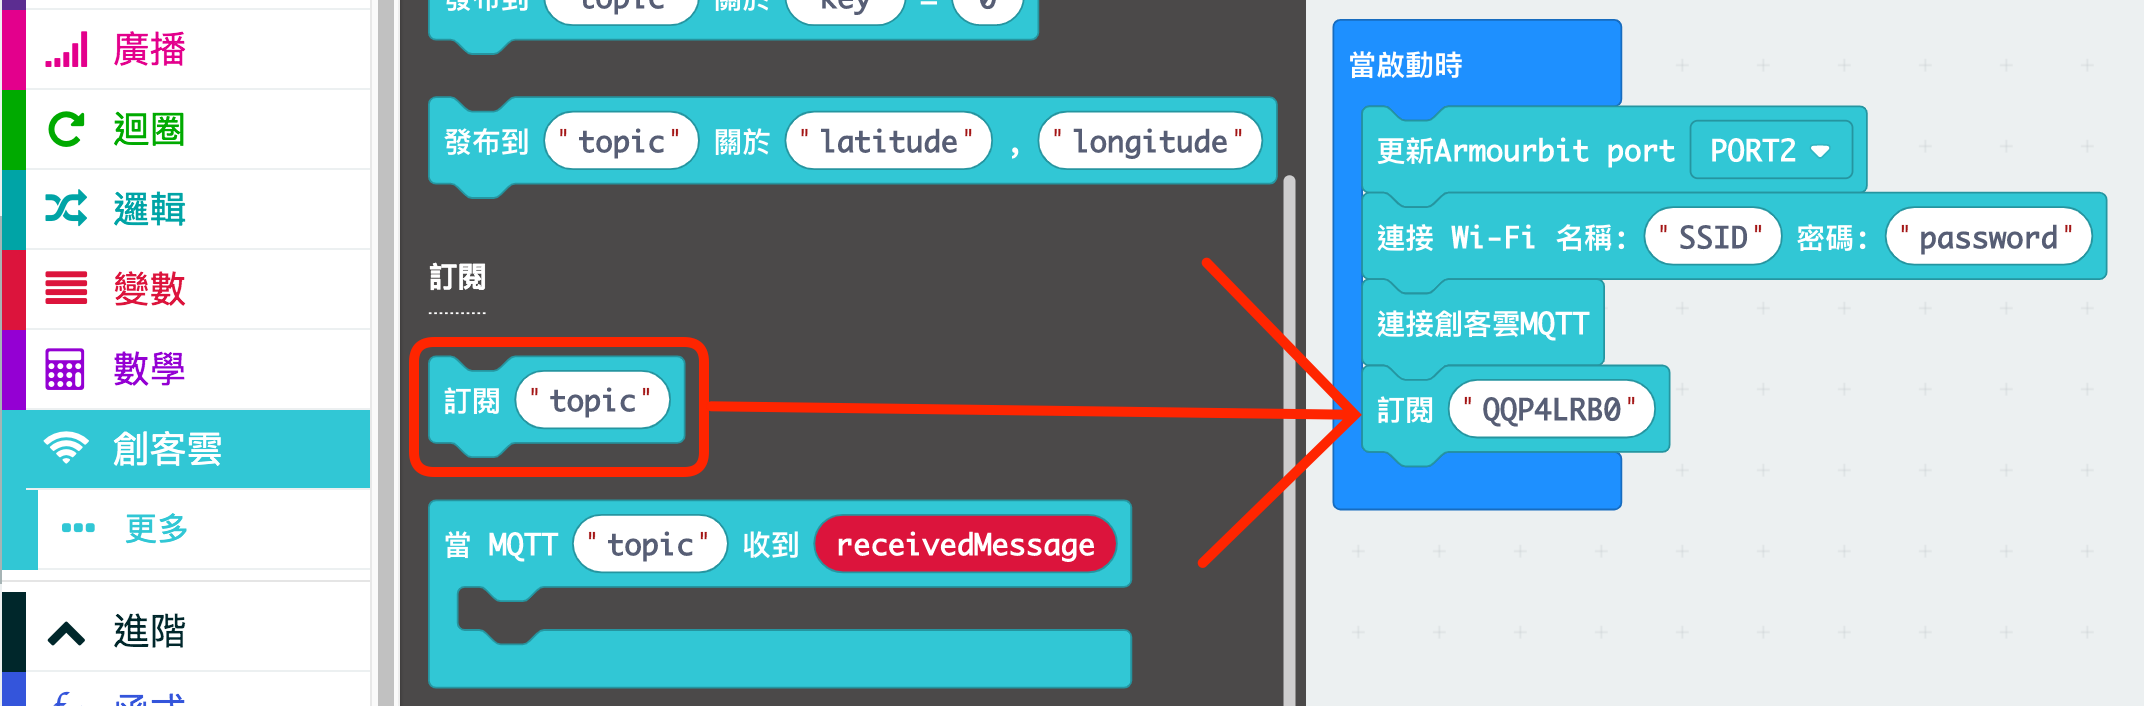 廣播
迴圈
邏輯
變數
數學
創客雲
更多
進階
函式
發布到 "topic" 關於 "key" = 0
發布到 "topic" 關於 "latitude" , "longitude"
訂閱
訂閱 "topic"
當 MQTT "topic" 收到 receivedMessage
當啟動時
更新Armourbit port PORT2
連接 Wi-Fi 名稱: "SSID" 密碼: "password"
連接創客雲MQTT
訂閱 "QQP4LRB0"